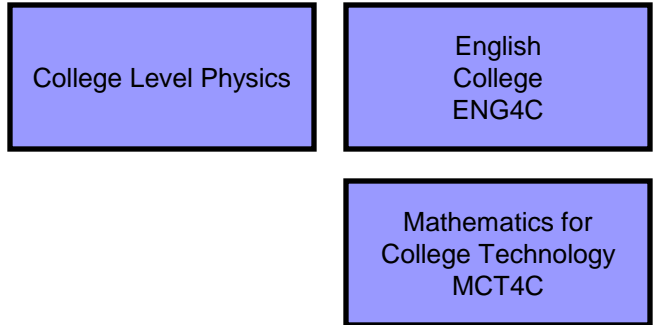 College Level Physics
English
College
ENG4C
Mathematics for
College Technology
MCT4C